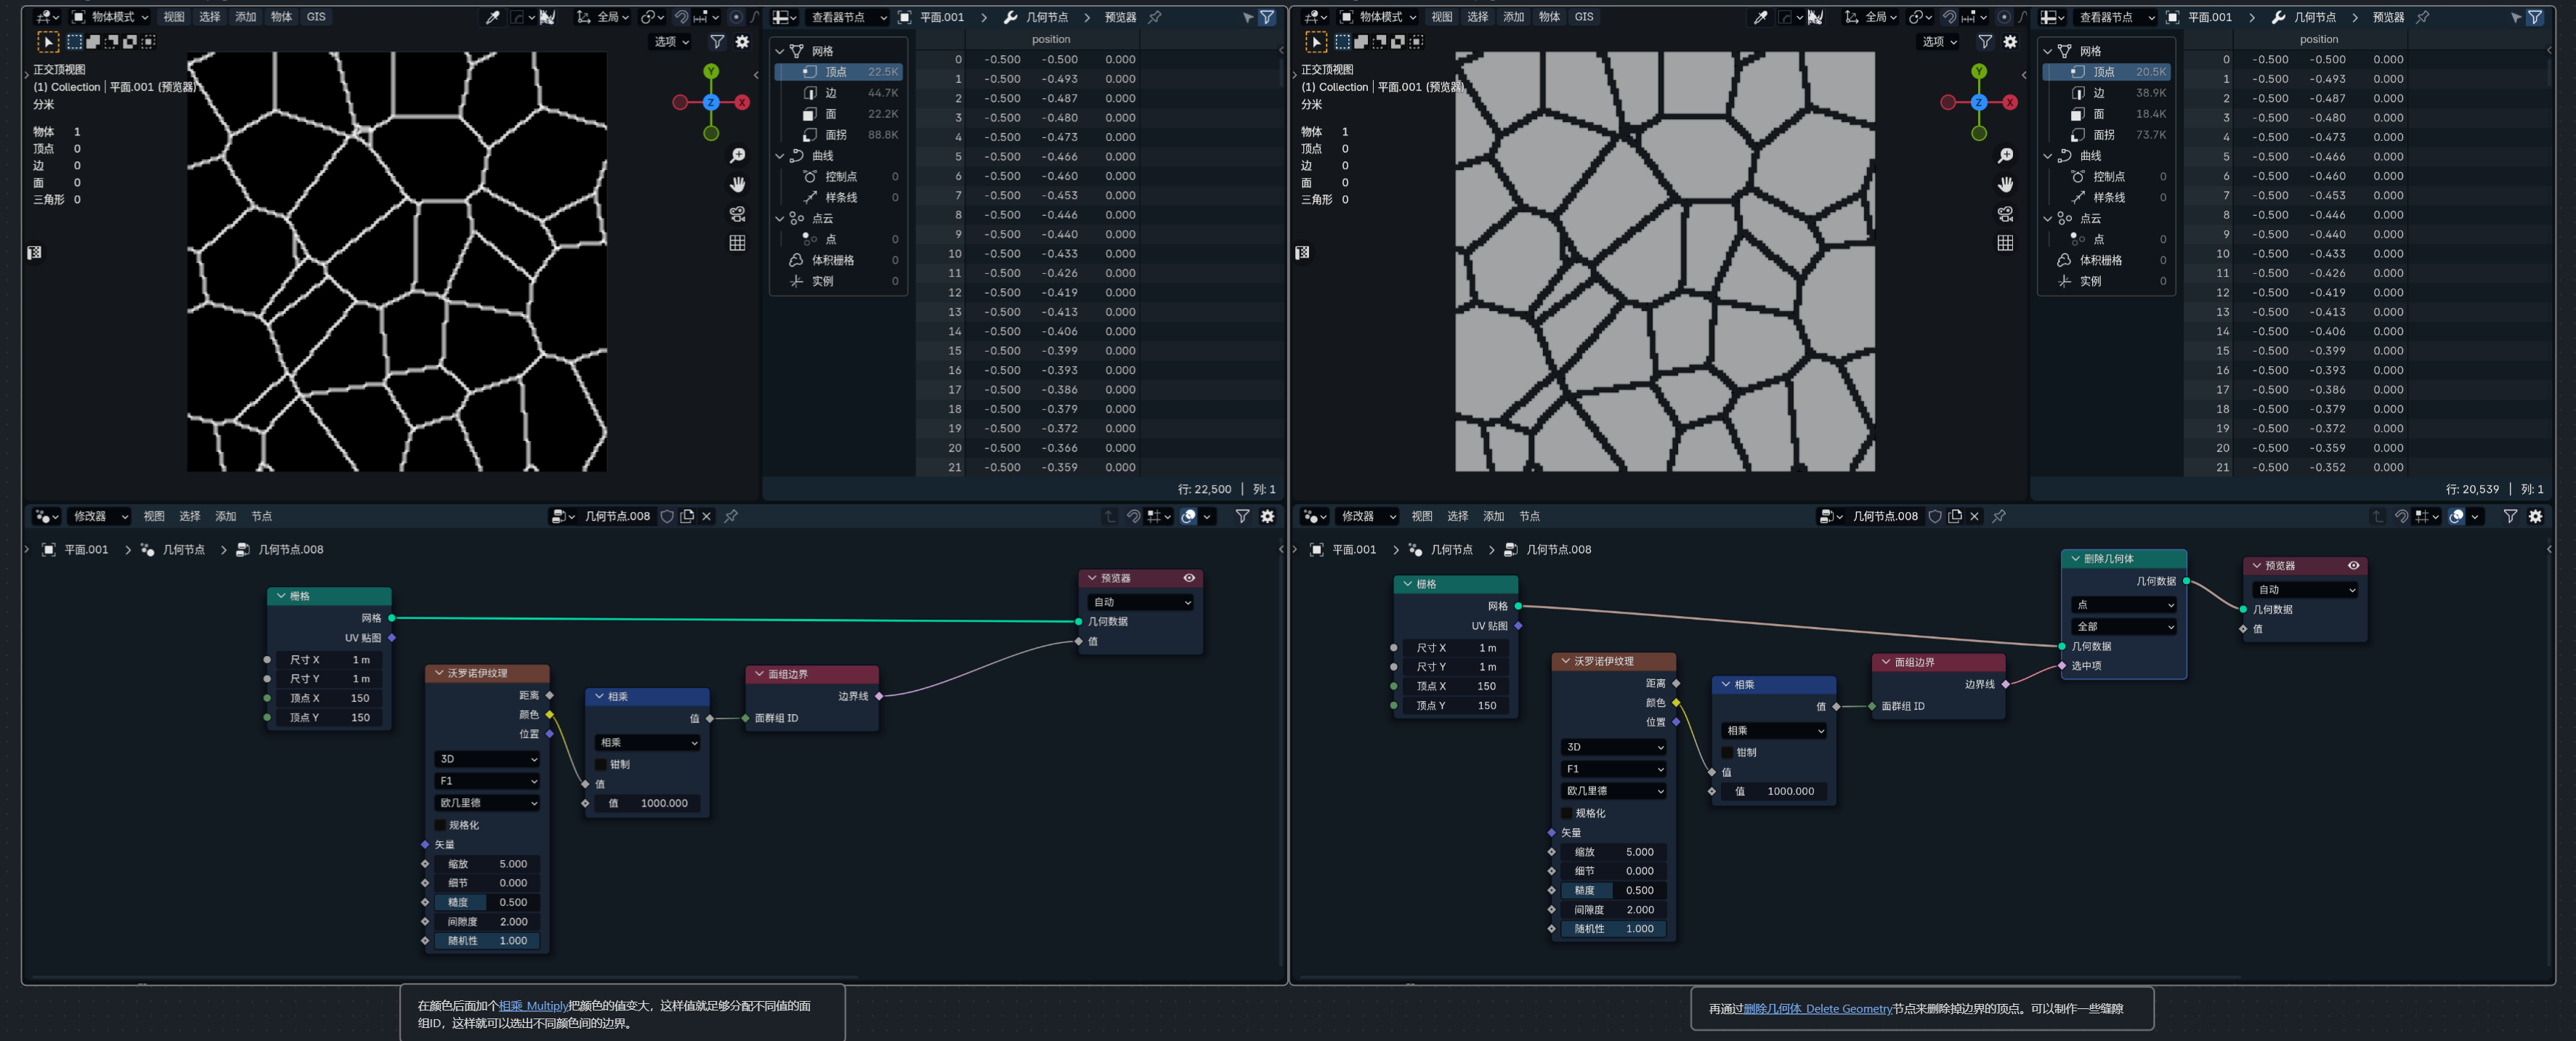 物体模式 视图 选择 添加 物体 GIS 全局
查看器节点 平面.001 几何节点 预览器
选项
正交顶视图
(1) Collection | 平面.001 (预览器)
分米
物体 1
顶点 0
边 0
面 0
三角形 0
Y
Z
X
网格
顶点 22.5K
边 44.7K
面 22.2K
面拐 88.8K
曲线
控制点 0
样条线 0
点云
点 0
体积栅格 0
实例 0
position
0 -0.500 -0.500 0.000
1 -0.500 -0.493 0.000
2 -0.500 -0.487 0.000
3 -0.500 -0.480 0.000
4 -0.500 -0.473 0.000
5 -0.500 -0.466 0.000
6 -0.500 -0.460 0.000
7 -0.500 -0.453 0.000
8 -0.500 -0.446 0.000
9 -0.500 -0.440 0.000
10 -0.500 -0.433 0.000
11 -0.500 -0.426 0.000
12 -0.500 -0.419 0.000
13 -0.500 -0.413 0.000
14 -0.500 -0.406 0.000
15 -0.500 -0.399 0.000
16 -0.500 -0.393 0.000
17 -0.500 -0.386 0.000
18 -0.500 -0.379 0.000
19 -0.500 -0.372 0.000
20 -0.500 -0.366 0.000
21 -0.500 -0.359 0.000
行: 22,500 | 列: 1
修改器 视图 选择 添加 节点 几何节点.008
平面.001 几何节点 几何节点.008
栅格
网格
UV 贴图
尺寸 X 1 m
尺寸 Y 1 m
顶点 X 150
顶点 Y 150
沃罗诺伊纹理
距离
颜色
位置
3D
F1
欧几里德
规格化
矢量
缩放 5.000
细节 0.000
糙度 0.500
间隙度 2.000
随机性 1.000
相乘
值
相乘
钳制
值
值 1000.000
面组边界
边界线
面群组 ID
预览器
自动
几何数据
值
在颜色后面加个相乘 Multiply把颜色的值变大，这样值就足够分配不同值的面
组ID，这样就可以选出不同颜色间的边界。
物体模式 视图 选择 添加 物体 GIS 全局
查看器节点 平面.001 几何节点 预览器
选项
正交顶视图
(1) Collection | 平面.001 (预览器)
分米
物体 1
顶点 0
边 0
面 0
三角形 0
Y
Z
X
网格
顶点 20.5K
边 38.9K
面 18.4K
面拐 73.7K
曲线
控制点 0
样条线 0
点云
点 0
体积栅格 0
实例 0
position
0 -0.500 -0.500 0.000
1 -0.500 -0.493 0.000
2 -0.500 -0.487 0.000
3 -0.500 -0.480 0.000
4 -0.500 -0.473 0.000
5 -0.500 -0.466 0.000
6 -0.500 -0.460 0.000
7 -0.500 -0.453 0.000
8 -0.500 -0.446 0.000
9 -0.500 -0.440 0.000
10 -0.500 -0.433 0.000
11 -0.500 -0.426 0.000
12 -0.500 -0.419 0.000
13 -0.500 -0.413 0.000
14 -0.500 -0.406 0.000
15 -0.500 -0.399 0.000
16 -0.500 -0.393 0.000
17 -0.500 -0.386 0.000
18 -0.500 -0.379 0.000
19 -0.500 -0.372 0.000
20 -0.500 -0.359 0.000
21 -0.500 -0.352 0.000
行: 20,539 | 列: 1
修改器 视图 选择 添加 节点 几何节点.008
平面.001 几何节点 几何节点.008
栅格
网格
UV 贴图
尺寸 X 1 m
尺寸 Y 1 m
顶点 X 150
顶点 Y 150
沃罗诺伊纹理
距离
颜色
位置
3D
F1
欧几里德
规格化
矢量
缩放 5.000
细节 0.000
糙度 0.500
间隙度 2.000
随机性 1.000
相乘
值
相乘
钳制
值
值 1000.000
面组边界
边界线
面群组 ID
删除几何体
几何数据
点
全部
几何数据
选中项
预览器
自动
几何数据
值
再通过删除几何体 Delete Geometry节点来删除掉边界的顶点。可以制作一些缝隙